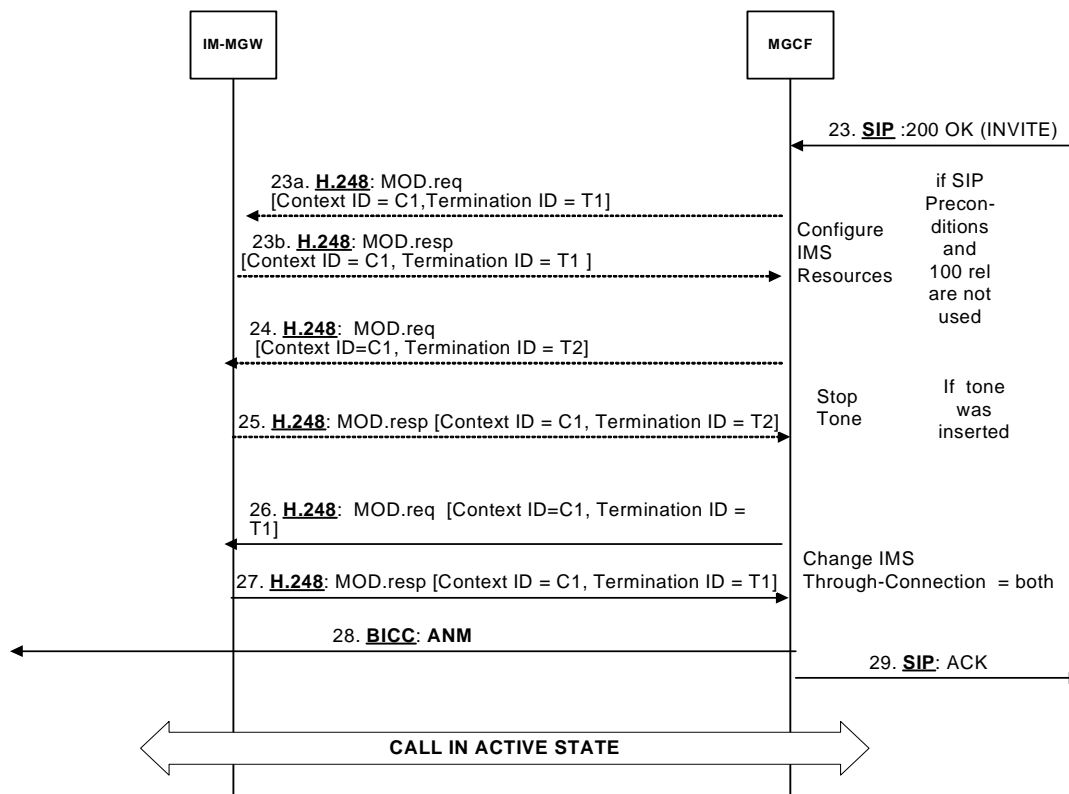 IM-MGW
MGCF
23. SIP :200 OK (INVITE)
23a. H.248: MOD.req
[Context ID = C1,Termination ID = T1]
if SIP
Precon-
ditions
and
100 rel
are not
used
Configure
IMS
Resources
23b. H.248: MOD.resp
[Context ID = C1, Termination ID = T1 ]
24. H.248: MOD.req
[Context ID=C1, Termination ID = T2]
Stop
Tone
If tone
was
inserted
25. H.248: MOD.resp [Context ID = C1, Termination ID = T2]
26. H.248: MOD.req [Context ID=C1, Termination ID =
T1]
Change IMS
Through-Connection = both
27. H.248: MOD.resp [Context ID = C1, Termination ID = T1]
28. BICC: ANM
29. SIP: ACK
CALL IN ACTIVE STATE